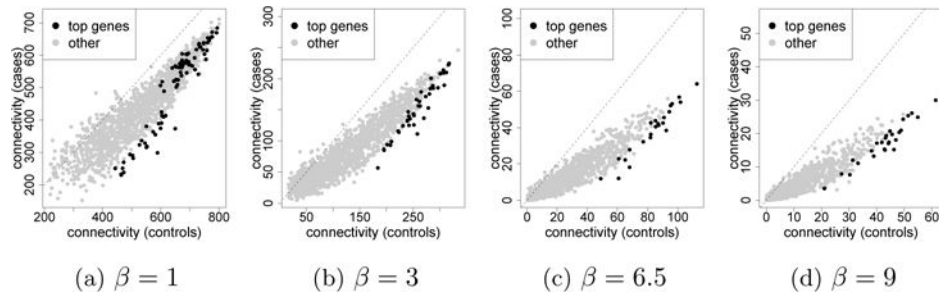 top genes
other
connectivity (cases)
200 300 400 500 600 700
200 400 600 800
connectivity (controls)
(a) β = 1
top genes
other
connectivity (cases)
0 50 100 200 300
50 150 250
connectivity (controls)
(b) β = 3
top genes
other
connectivity (cases)
0 20 40 60 80 100
0 20 40 60 80 100
connectivity (controls)
(c) β = 6.5
top genes
other
connectivity (cases)
0 10 20 30 40 50
0 10 20 30 40 50 60
connectivity (controls)
(d) β = 9